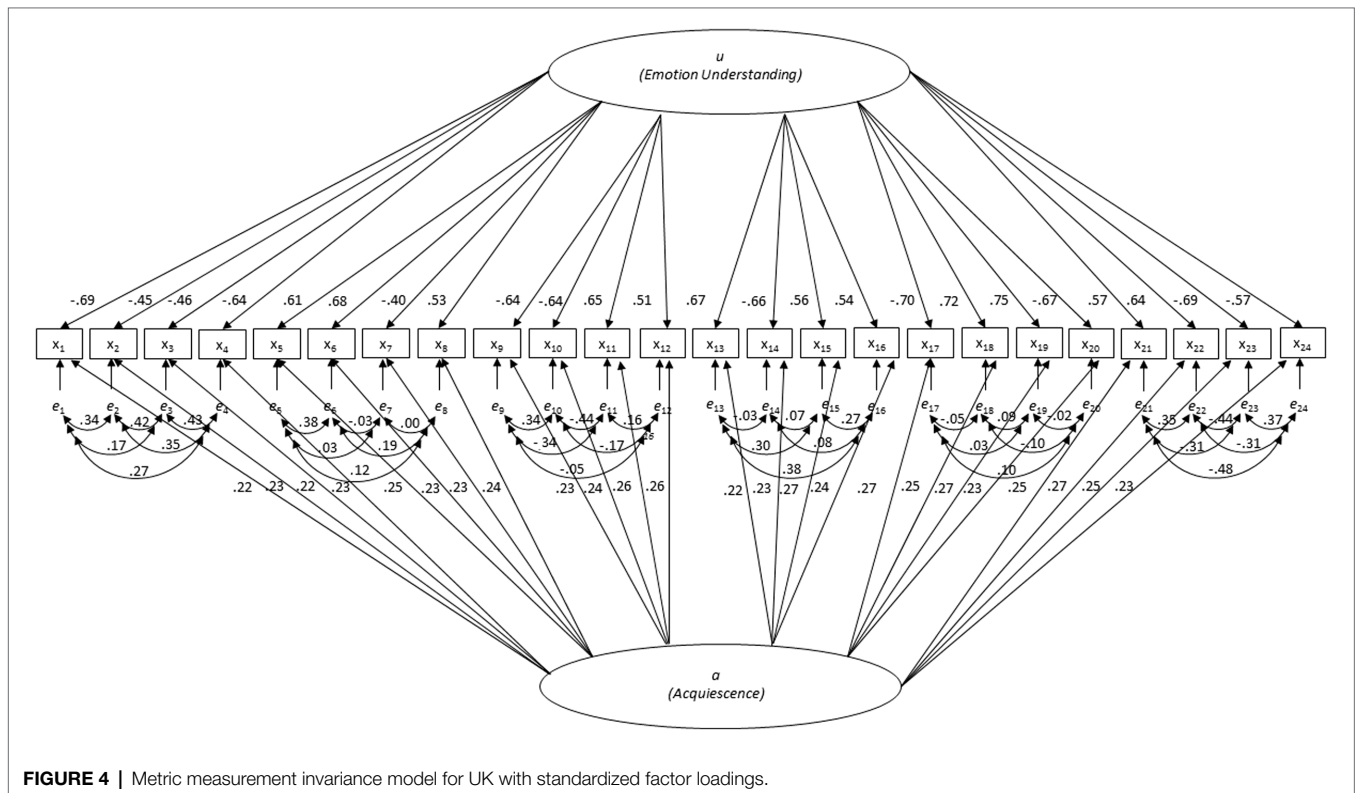 u
(Emotion Understanding)
-.69 -.45 -.46 -.64 .61 .68 -.40 .53 -.64 -.64 .65 .51 .67 -.66 .56 .54 -.70 .72 .75 -.67 .57 .64 -.69 -.57
x1 x2 x3 x4 x5 x6 x7 x8 x9 x10 x11 x12 x13 x14 x15 x16 x17 x18 x19 x20 x21 x22 x23 x24
e1 e2 e3 e4 e5 e6 e7 e8 e9 e10 e11 e12 e13 e14 e15 e16 e17 e18 e19 e20 e21 e22 e23 e24
.34 .42 .43 .38 -.03 .00 .34 -.44 .16 -.03 .07 .27 -.05 .09 -.02 .35 -.44 .37
.17 .35 .03 .19 -.34 -.17 .30 .08 .03 -.10 -.31 -.31
.27 .12 -.05 .38 .10 -.48
.22 .23 .22 .23 .25 .23 .23 .24 .23 .24 .26 .26 .22 .23 .27 .24 .27 .25 .27 .23 .25 .27 .25 .23
a
(Acquiescence)
FIGURE 4 | Metric measurement invariance model for UK with standardized factor loadings.